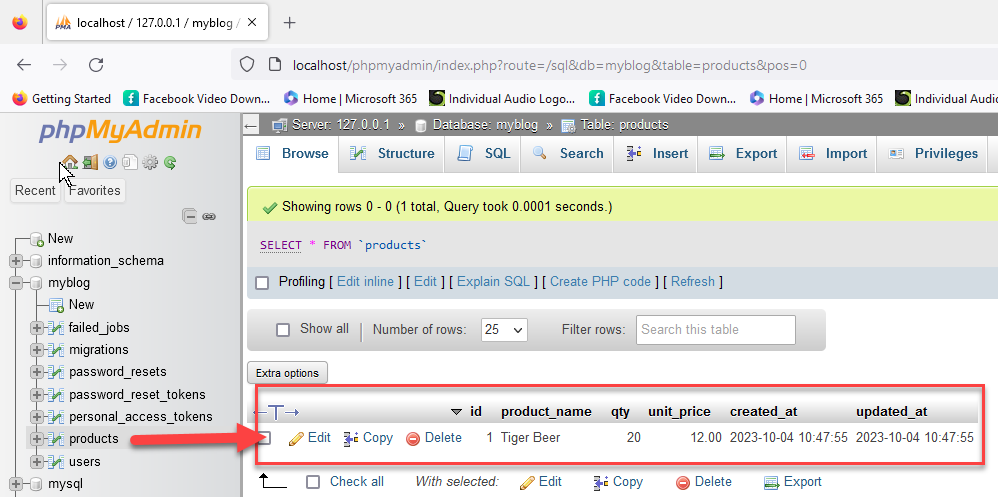 localhost / 127.0.0.1 / myblog /
localhost/phpmyadmin/index.php?route=/sql&db=myblog&table=products&pos=0
Getting Started Facebook Video Down... Home | Microsoft 365 Individual Audio Logo... Facebook Video Down... Home | Microsoft 365 Individual Au
phpMyAdmin
Recent Favorites
New
information_schema
myblog
New
failed_jobs
migrations
password_resets
password_reset_tokens
personal_access_tokens
products
users
mysql
Server: 127.0.0.1 » Database: myblog » Table: products
Browse Structure SQL Search Insert Export Import Privileges
Showing rows 0 - 0 (1 total, Query took 0.0001 seconds.)
SELECT * FROM `products`
Profiling [ Edit inline ] [ Edit ] [ Explain SQL ] [ Create PHP code ] [ Refresh ]
Show all Number of rows: 25 Filter rows: Search this table
Extra options
←T→ id product_name qty unit_price created_at updated_at
Edit Copy Delete 1 Tiger Beer 20 12.00 2023-10-04 10:47:55 2023-10-04 10:47:55
Check all With selected: Edit Copy Delete Export